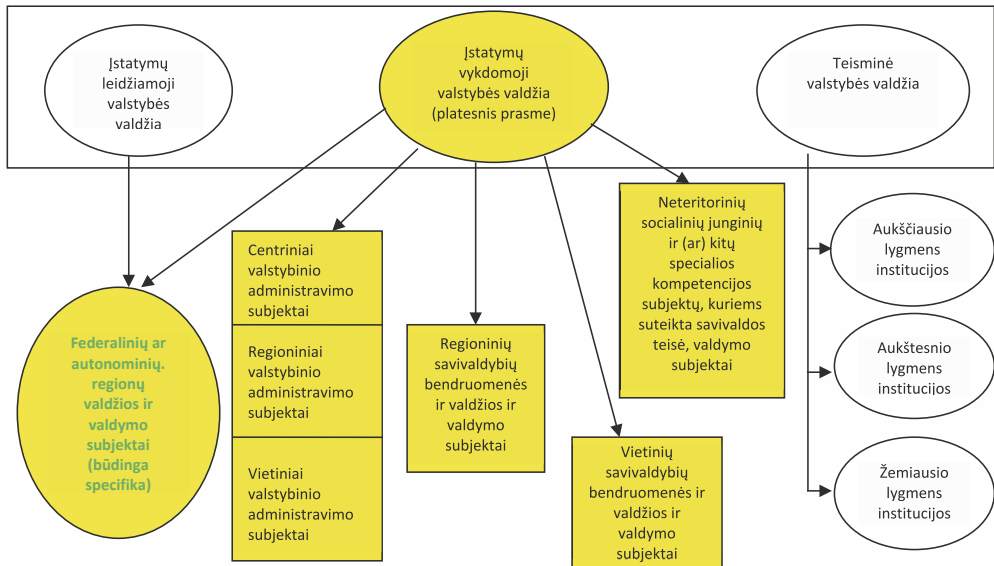 Įstatymų
leidžiamoji
valstybės
valdžia
Įstatymų
vykdomoji
valstybės valdžia
(platesnis prasme)
Teisminė
valstybės valdžia
Federalinių ar
autonominių.
regionų
valdžios ir
valdymo
subjektai
(būdinga
specifika)
Centriniai
valstybinio
administravimo
subjektai
Regioniniai
valstybinio
administravimo
subjektai
Vietiniai
valstybinio
administravimo
subjektai
Regioninių
savivaldybių
bendruomenės
ir valdžios ir
valdymo
subjektai
Vietinių
savivaldybių
bendruomenės ir
valdžios ir
valdymo
subjektai
Neteritorinių
socialinių junginių
ir (ar) kitų
specialios
kompetencijos
subjektų, kuriems
suteikta savivaldos
teisė, valdymo
subjektai
Aukščiausio
lygmens
institucijos
Aukštesnio
lygmens
institucijos
Žemiausio
lygmens
institucijos